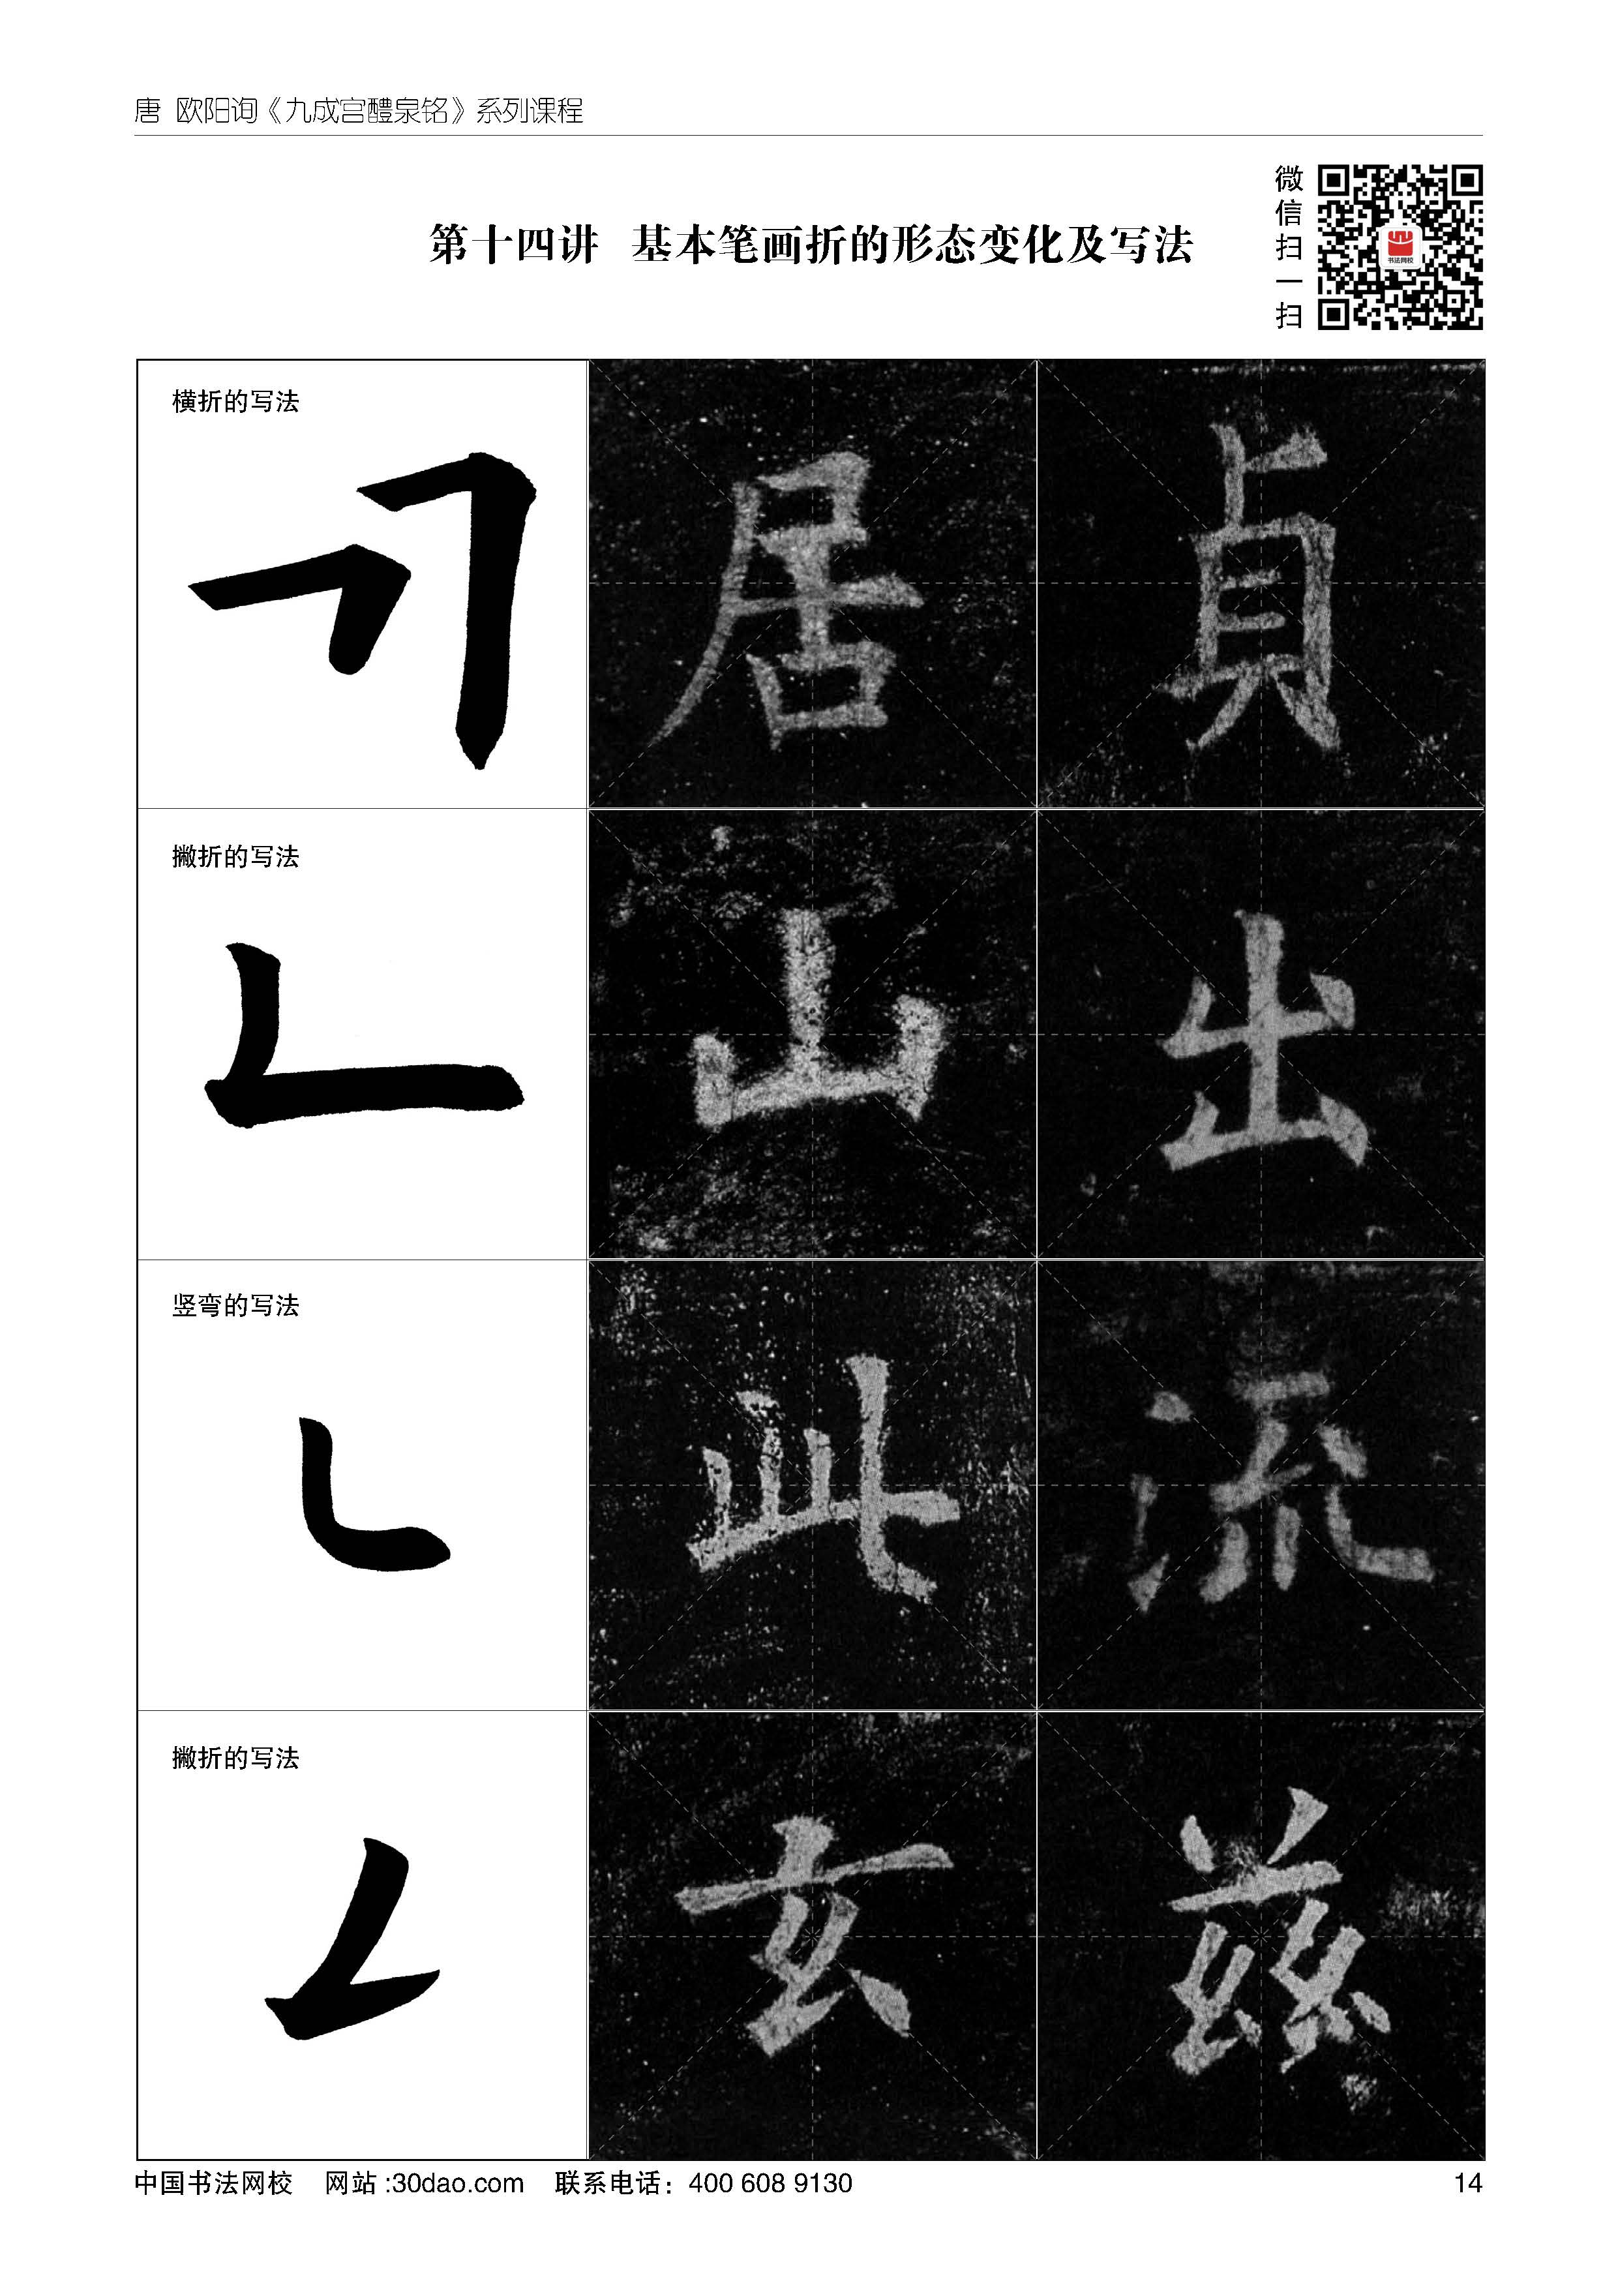 唐 欧阳询《九成宫醴泉铭》系列课程
第十四讲 基本笔画折的形态变化及写法
微信扫一扫
书法网校
横折的写法
居 貞
撇折的写法
山 出
竖弯的写法
此 流
撇折的写法
玄 兹
中国书法网校 网站:30dao.com 联系电话：400 608 9130 14